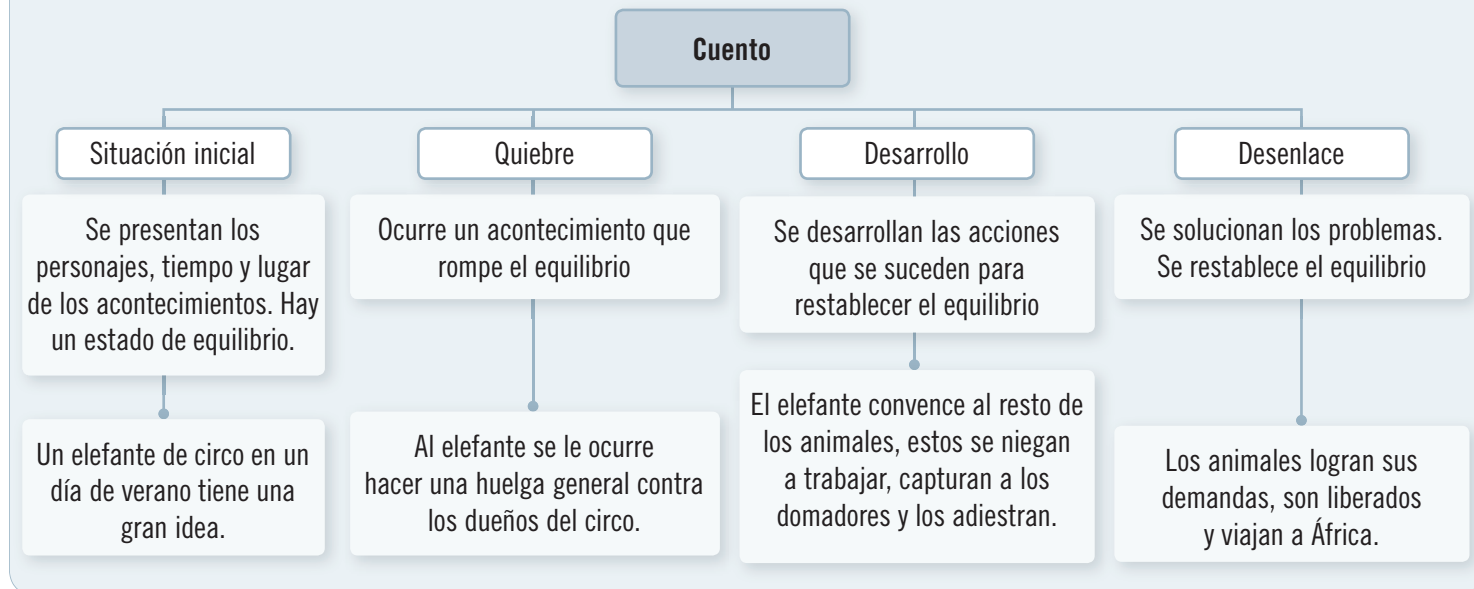 Cuento
Situación inicial
Se presentan los
personajes, tiempo y lugar
de los acontecimientos. Hay
un estado de equilibrio.
Un elefante de circo en un
día de verano tiene una
gran idea.
Quiebre
Ocurre un acontecimiento que
rompe el equilibrio
Al elefante se le ocurre
hacer una huelga general contra
los dueños del circo.
Desarrollo
Se desarrollan las acciones
que se suceden para
restablecer el equilibrio
El elefante convence al resto de
los animales, estos se niegan
a trabajar, capturan a los
domadores y los adiestran.
Desenlace
Se solucionan los problemas.
Se restablece el equilibrio
Los animales logran sus
demandas, son liberados
y viajan a África.